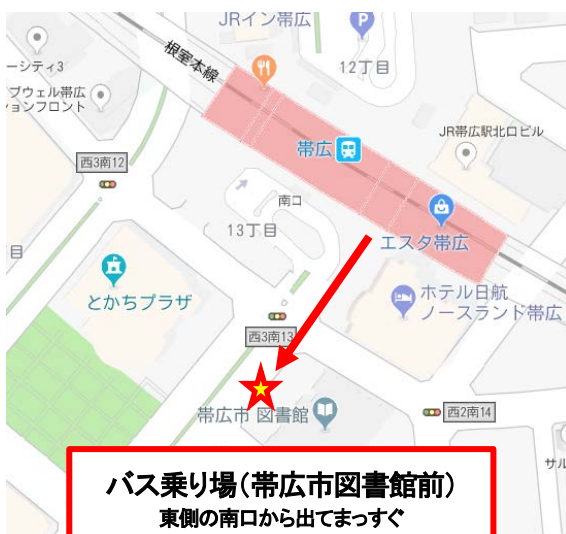 JRイン帯広
12丁目
根室本線
ーシティ3
プウェル帯広
ョンフロント
JR帯広駅北口ビル
帯広
西3南12
南口
13丁目
エスタ帯広
目
とかちプラザ
ホテル日航
ノースランド帯広
西3南13
帯広市 図書館
西2南14
サル
バス乗り場(帯広市図書館前)
東側の南口から出てまっすぐ